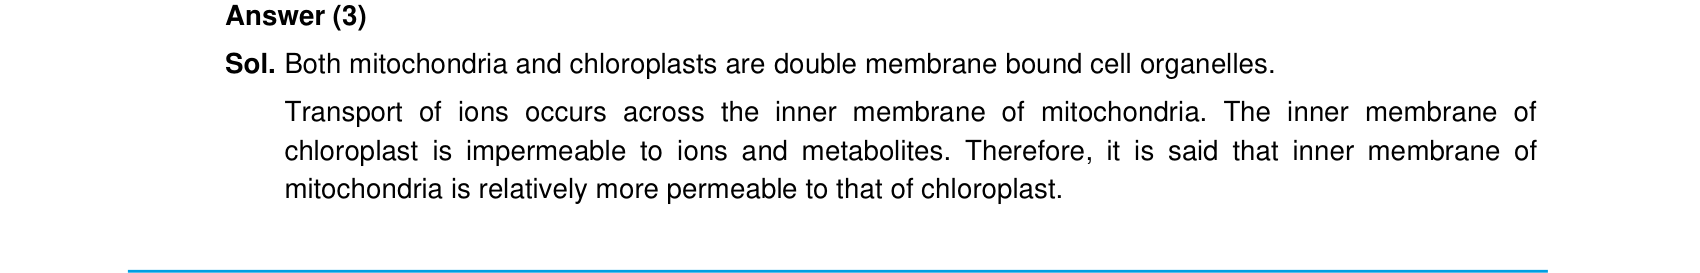 Answer (3)
Sol. Both mitochondria and chloroplasts are double membrane bound cell organelles.
Transport of ions occurs across the inner membrane of mitochondria. The inner membrane of
chloroplast is impermeable to ions and metabolites. Therefore, it is said that inner membrane of
mitochondria is relatively more permeable to that of chloroplast.